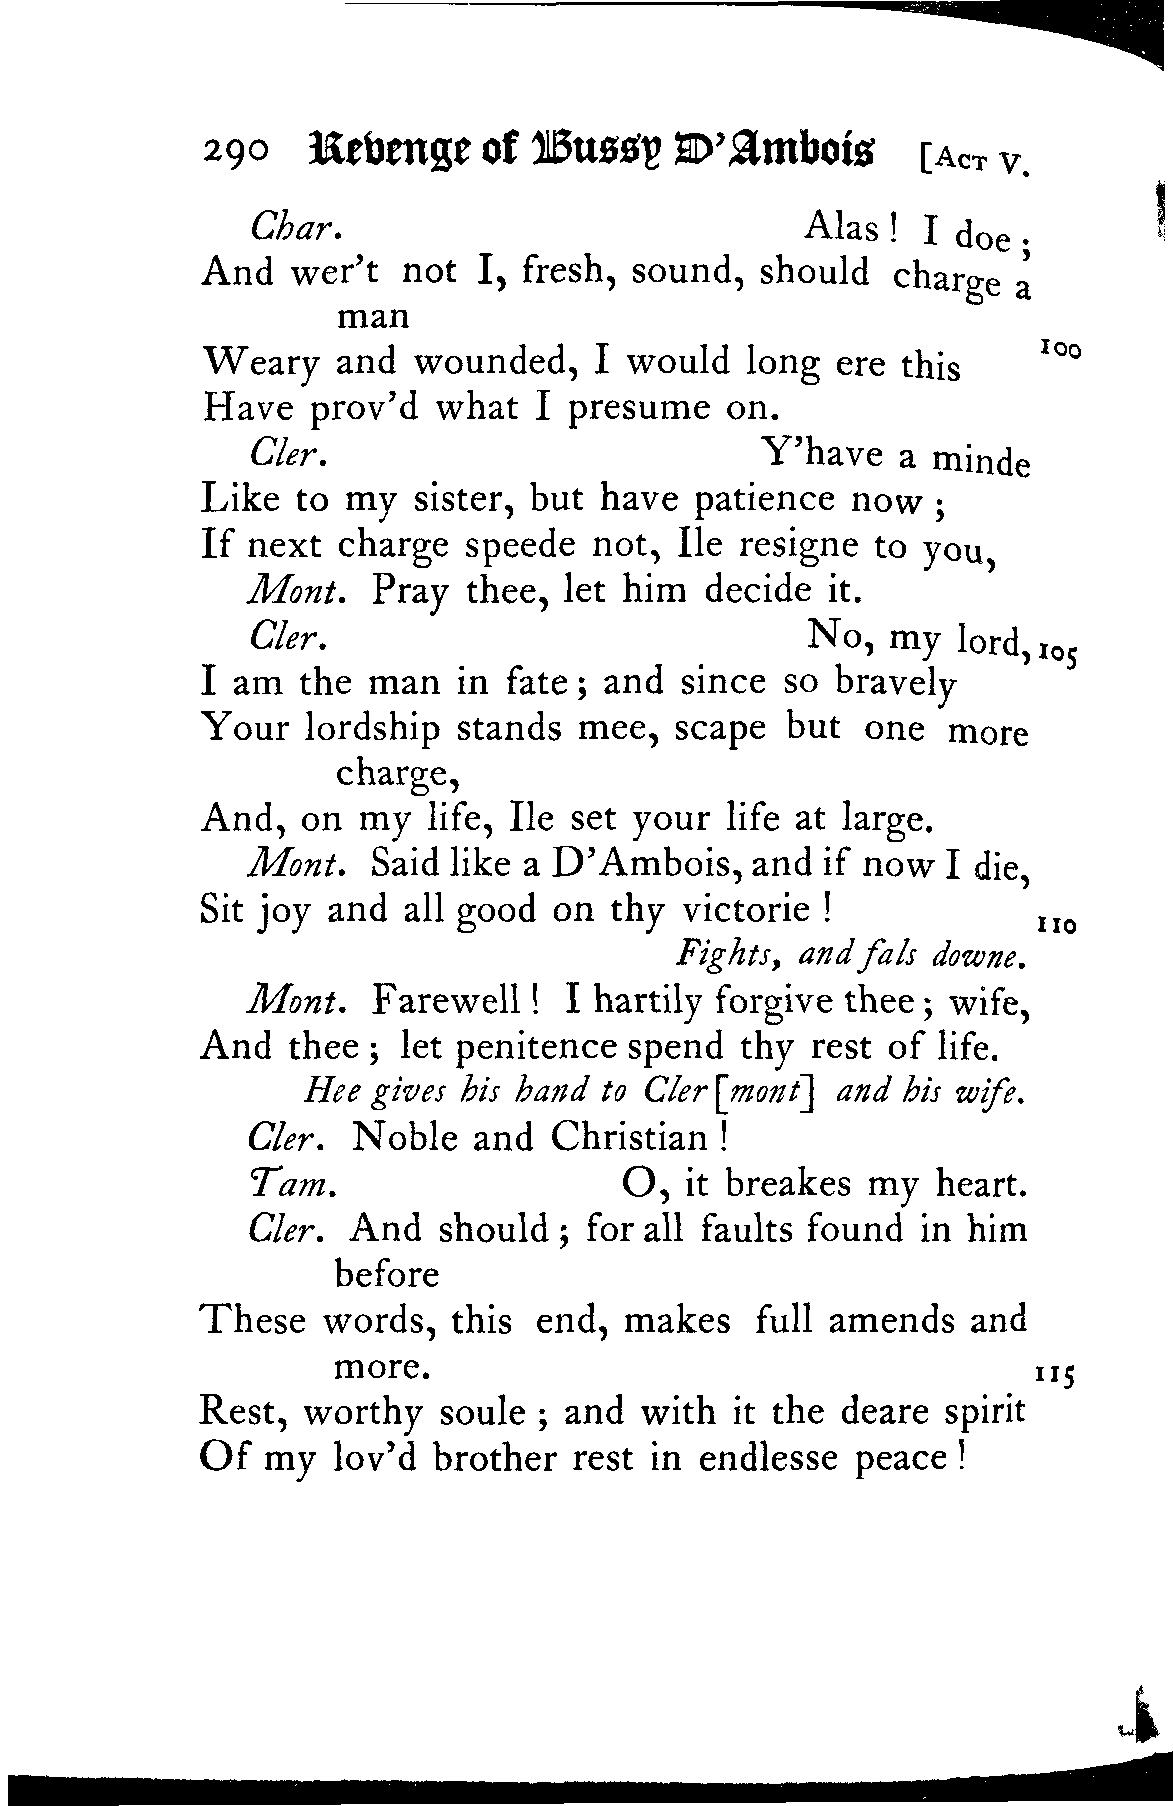 290 Revenge of Bussy D'Ambois [Act V.
Char. Alas! I doe;
And wer't not I, fresh, sound, should charge a
man
Weary and wounded, I would long ere this 100
Have prov'd what I presume on.
Cler. Y'have a minde
Like to my sister, but have patience now;
If next charge speede not, Ile resigne to you,
Mont. Pray thee, let him decide it.
Cler. No, my lord, 105
I am the man in fate; and since so bravely
Your lordship stands mee, scape but one more
charge,
And, on my life, Ile set your life at large.
Mont. Said like a D'Ambois, and if now I die,
Sit joy and all good on thy victorie! 110
Fights, and fals downe.
Mont. Farewell! I hartily forgive thee; wife,
And thee; let penitence spend thy rest of life.
Hee gives his hand to Cler[mont] and his wife.
Cler. Noble and Christian!
Tam. O, it breakes my heart.
Cler. And should; for all faults found in him
before
These words, this end, makes full amends and
more. 115
Rest, worthy soule; and with it the deare spirit
Of my lov'd brother rest in endlesse peace!